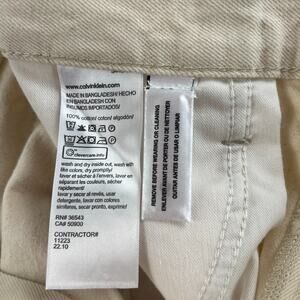 www.calvinklein.com
MADE IN BANGLADESH/HECHO
EN BANGLADESH CON
INSUMOS IMPORTADOS/
100% cotton/ coton/ algodón/
clevercare.info
wash and dry inside out, wash with
like colors, dry promptly/
laver et sécher à l'envers, laver en
séparant les couleurs, sécher
rapidement/
lavar y secar al revés, usar
detergente, lavar con colores
similares, secar pronto, exprimir/
RN# 36543
CA# 50900
CONTRACTOR#
11223
22.10
REMOVE BEFORE WEARING OR CLEANING
ENLEVER AVANT DE PORTER OU DE NETTOYER
QUITAR ANTES DE USAR O LIMPIAR